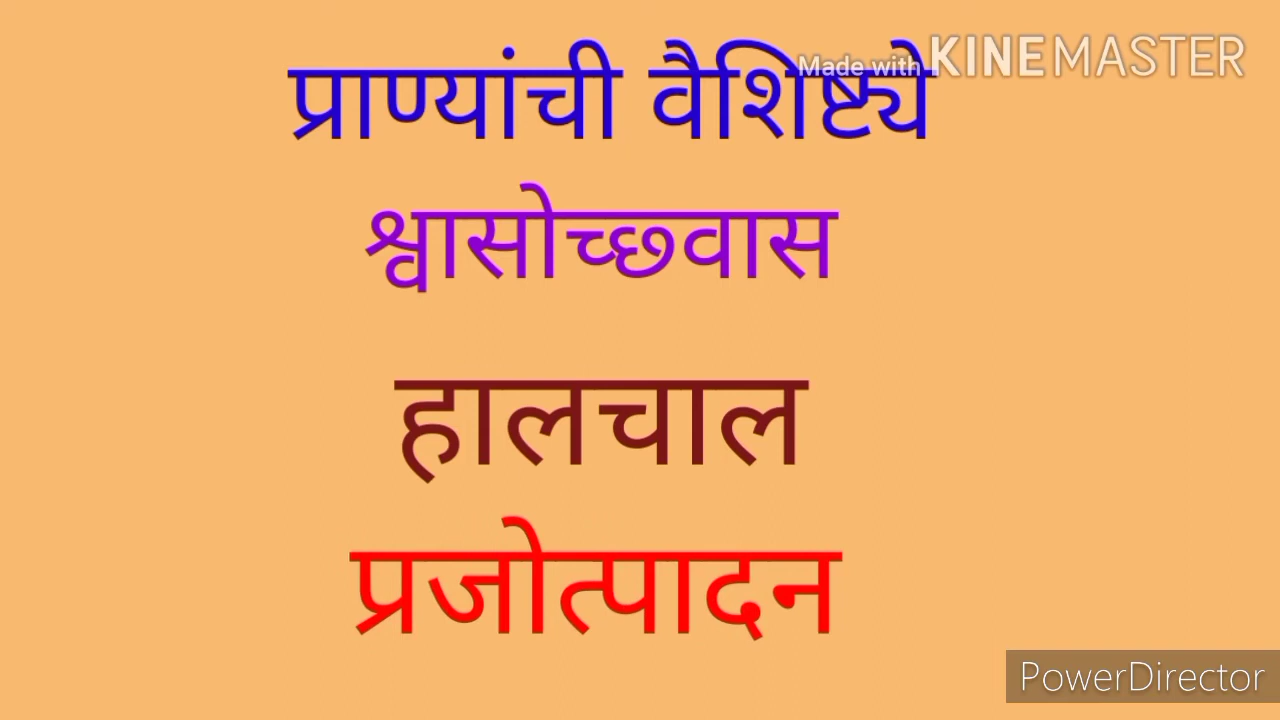 प्राण्यांची वैशिष्ट्ये
Made with KINEMASTER
श्वासोच्छ्वास
हालचाल
प्रजोत्पादन
PowerDirector